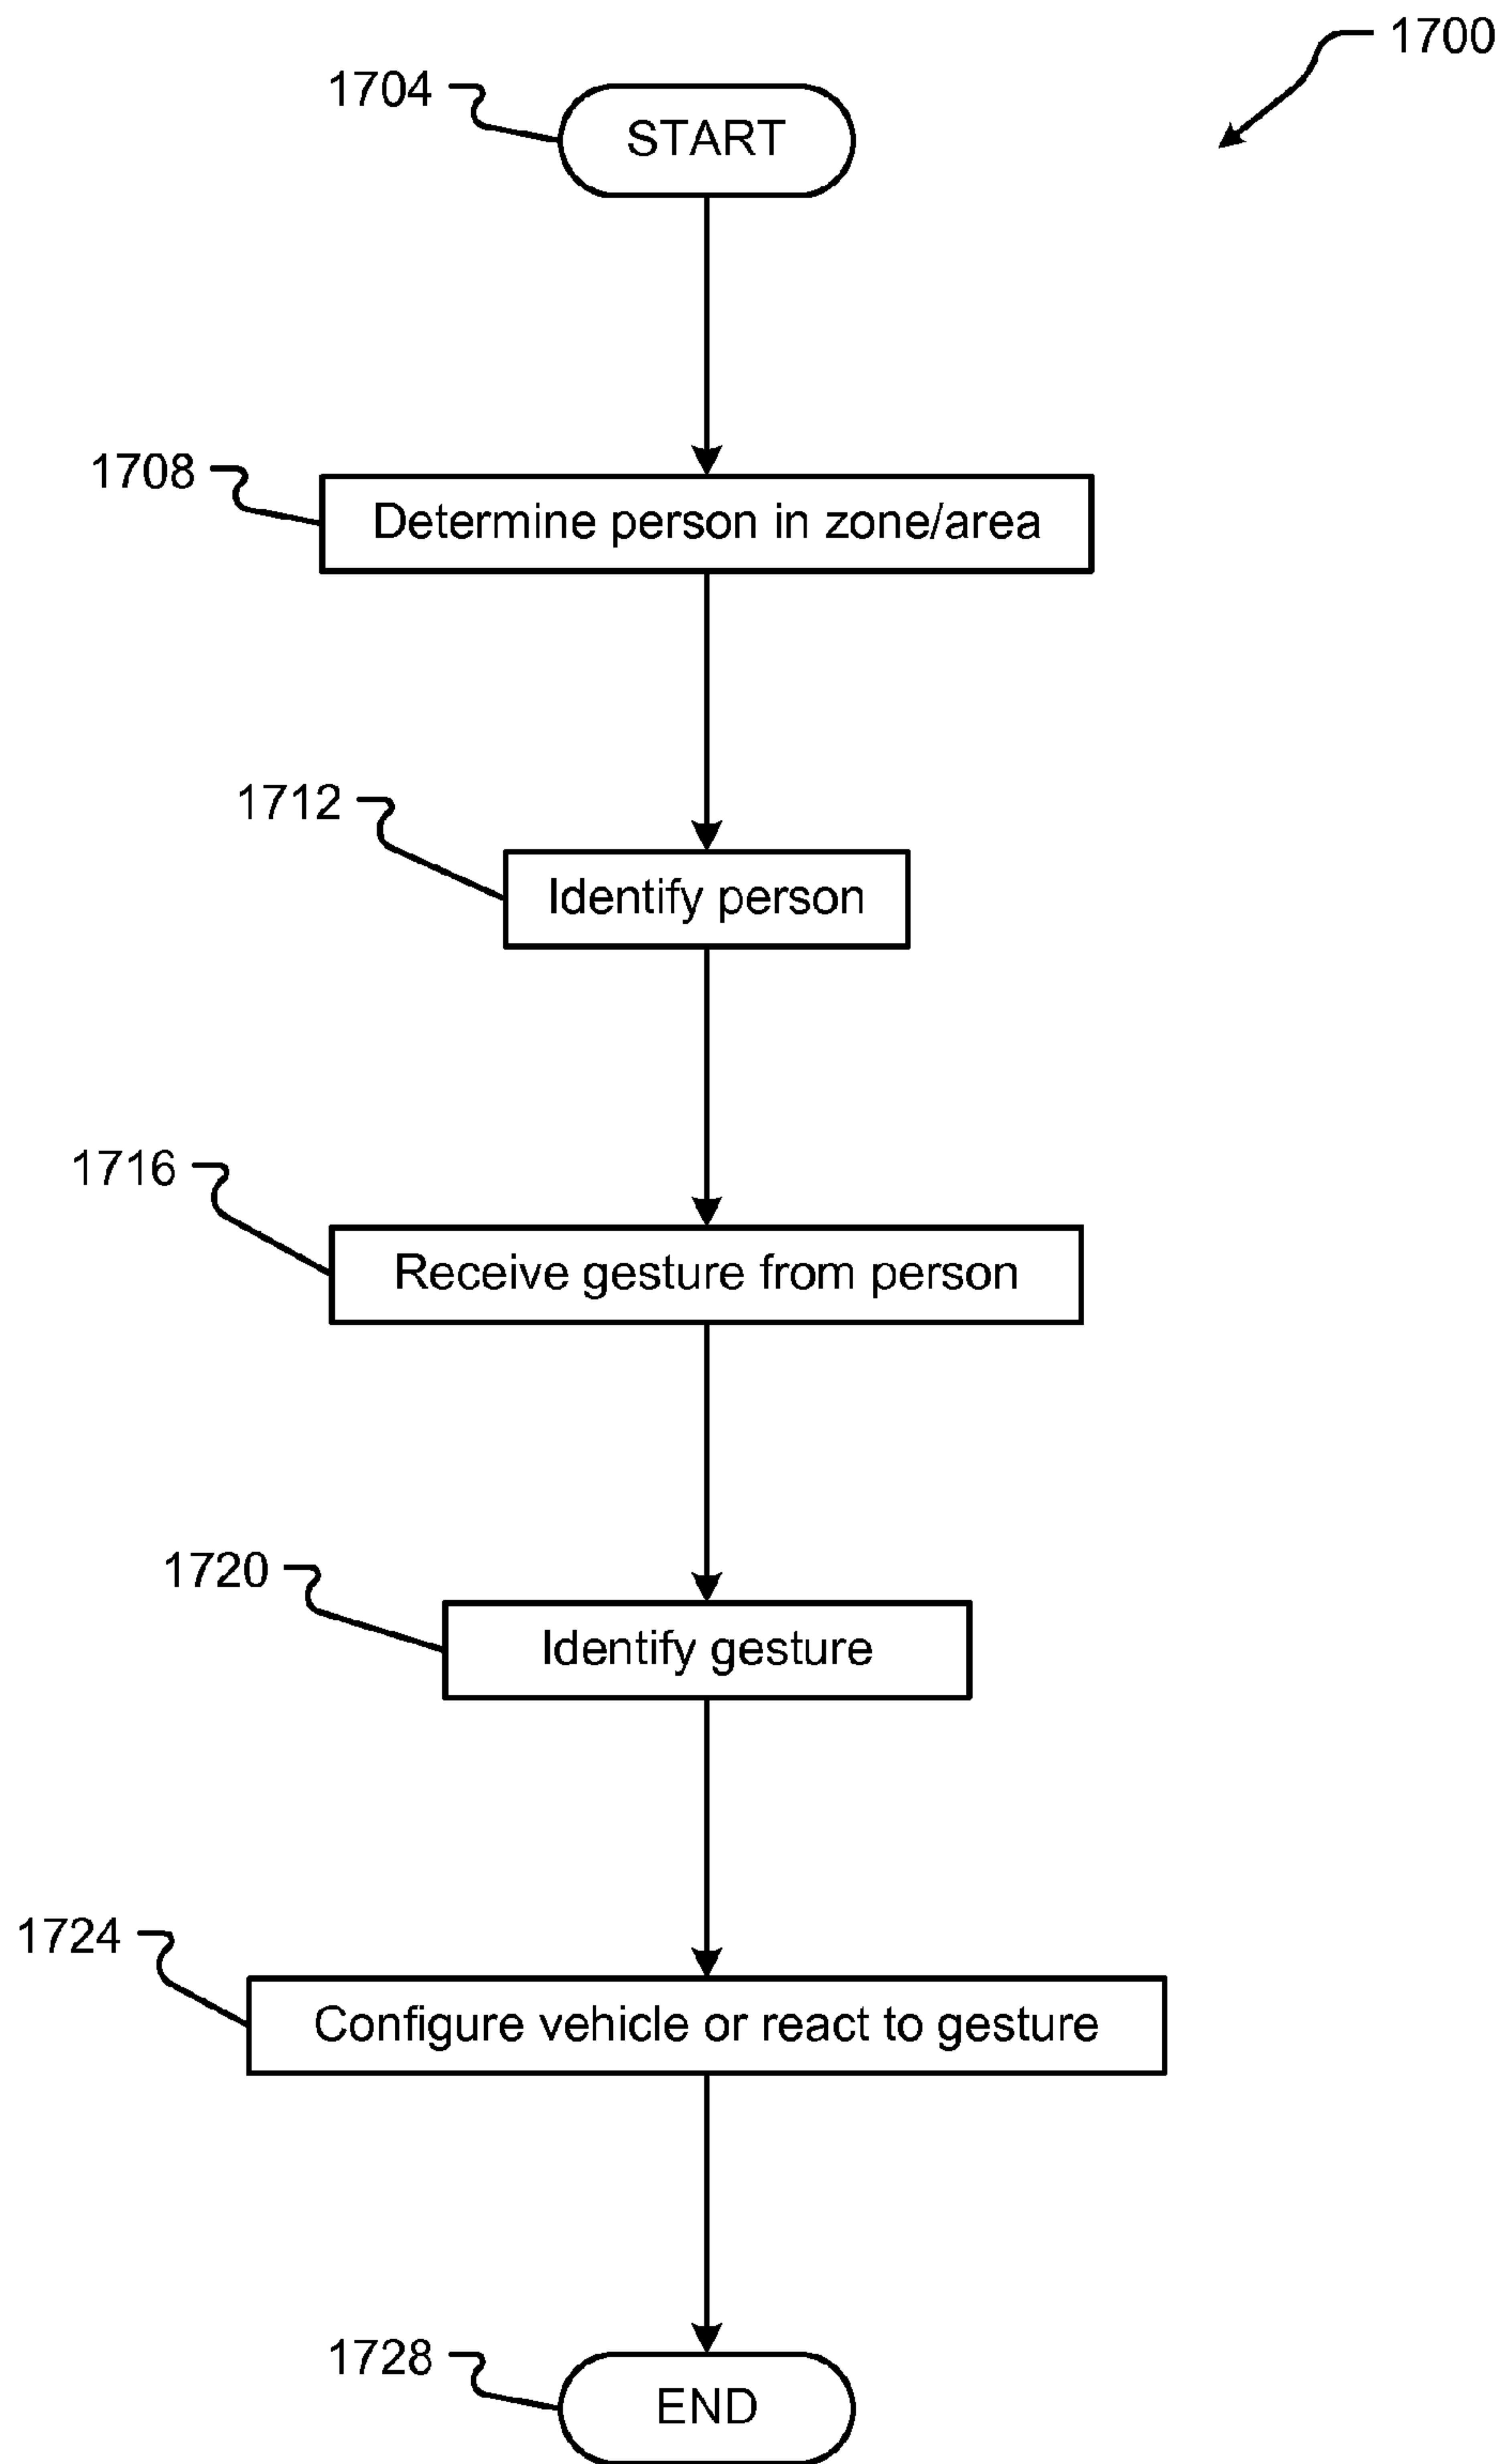 1700
1704
START
1708
Determine person in zone/area
1712
Identify person
1716
Receive gesture from person
1720
Identify gesture
1724
Configure vehicle or react to gesture
1728
END